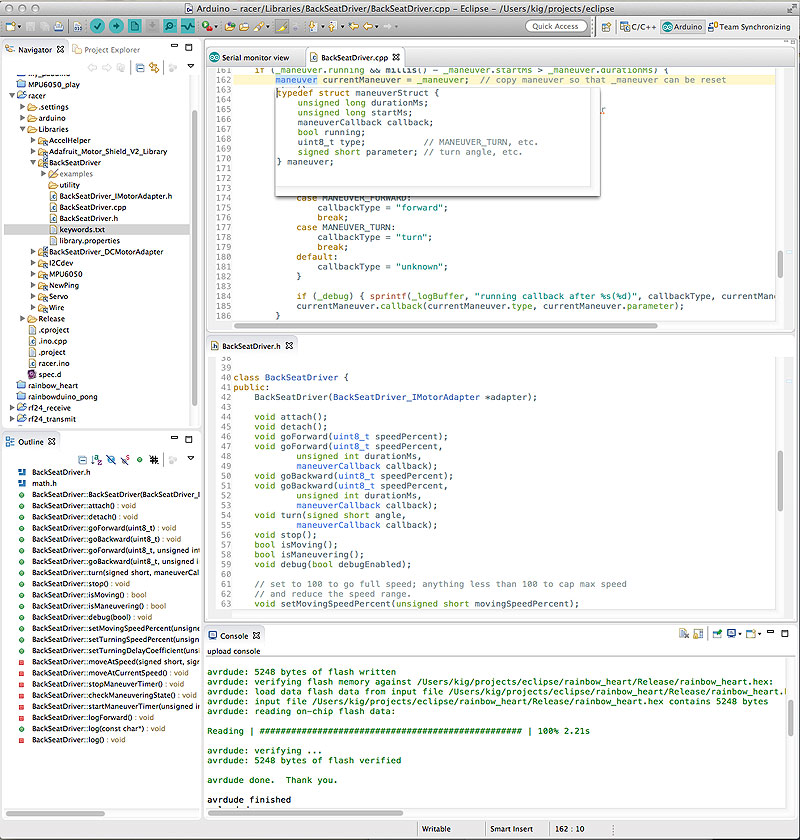 Arduino - racer/Libraries/BackSeatDriver/BackSeatDriver.cpp - Eclipse - /Users/kig/projects/eclipse
Quick Access
C/C++
Arduino
Team Synchronizing
Navigator
Project Explorer
MPU6050_play
racer
.settings
arduino
Libraries
AccelHelper
Adafruit_Motor_Shield_V2_Library
BackSeatDriver
examples
utility
BackSeatDriver_IMotorAdapter.h
BackSeatDriver.cpp
BackSeatDriver.h
keywords.txt
library.properties
BackSeatDriver_DCMotorAdapter
I2Cdev
MPU6050
NewPing
Servo
Wire
Release
.cproject
.ino.cpp
.project
racer.ino
spec.d
rainbow_heart
rainbowduino_pong
rf24_receive
rf24_transmit
Outline
BackSeatDriver.h
math.h
BackSeatDriver::BackSeatDriver(BackSeatDriver_I
BackSeatDriver::attach() : void
BackSeatDriver::detach() : void
BackSeatDriver::goForward(uint8_t) : void
BackSeatDriver::goBackward(uint8_t) : void
BackSeatDriver::goForward(uint8_t, unsigned int
BackSeatDriver::goBackward(uint8_t, unsigned i
BackSeatDriver::turn(signed short, maneuverCal
BackSeatDriver::stop() : void
BackSeatDriver::isMoving() : bool
BackSeatDriver::isManeuvering() : bool
BackSeatDriver::debug(bool) : void
BackSeatDriver::setMovingSpeedPercent(unsigne
BackSeatDriver::setTurningSpeedPercent(unsign
BackSeatDriver::setTurningDelayCoefficient(uns
BackSeatDriver::moveAtSpeed(signed short, sign
BackSeatDriver::moveAtCurrentSpeed() : void
BackSeatDriver::stopManeuverTimer() : void
BackSeatDriver::checkManeuveringState() : void
BackSeatDriver::startManeuverTimer(unsigned in
BackSeatDriver::logForward() : void
BackSeatDriver::log(const char*) : void
BackSeatDriver::log() : void
Serial monitor view
BackSeatDriver.cpp
161 if (_maneuver.running && millis() - _maneuver.startMs > _maneuver.durationMs) {
162 maneuver currentManeuver = _maneuver; // copy maneuver so that _maneuver can be reset
163
164 typedef struct maneuverStruct {
165 unsigned long durationMs;
166 unsigned long startMs;
167 maneuverCallback callback;
168 bool running;
169 uint8_t type; // MANEUVER_TURN, etc.
170 signed short parameter; // turn angle, etc.
171 } maneuver;
172
173
174 case MANEUVER_FORWARD:
175 callbackType = "forward";
176 break;
177 case MANEUVER_TURN:
178 callbackType = "turn";
179 break;
180 default:
181 callbackType = "unknown";
182 }
183
184 if (_debug) { sprintf(_logBuffer, "running callback after %s(%d)", callbackType, currentMan
185 currentManeuver.callback(currentManeuver.type, currentManeuver.parameter);
186 }
BackSeatDriver.h
38
39
40 class BackSeatDriver {
41 public:
42 BackSeatDriver(BackSeatDriver_IMotorAdapter *adapter);
43
44 void attach();
45 void detach();
46 void goForward(uint8_t speedPercent);
47 void goForward(uint8_t speedPercent,
48 unsigned int durationMs,
49 maneuverCallback callback);
50 void goBackward(uint8_t speedPercent);
51 void goBackward(uint8_t speedPercent,
52 unsigned int durationMs,
53 maneuverCallback callback);
54 void turn(signed short angle,
55 maneuverCallback callback);
56 void stop();
57 bool isMoving();
58 bool isManeuvering();
59 void debug(bool debugEnabled);
60
61 // set to 100 to go full speed; anything less than 100 to cap max speed
62 // and reduce the speed range.
63 void setMovingSpeedPercent(unsigned short movingSpeedPercent);
Console
upload console
avrdude: 5248 bytes of flash written
avrdude: verifying flash memory against /Users/kig/projects/eclipse/rainbow_heart/Release/rainbow_heart.hex:
avrdude: load data flash data from input file /Users/kig/projects/eclipse/rainbow_heart/Release/rainbow_heart.h
avrdude: input file /Users/kig/projects/eclipse/rainbow_heart/Release/rainbow_heart.hex contains 5248 bytes
avrdude: reading on-chip flash data:
Reading | ################################################## | 100% 2.21s
avrdude: verifying ...
avrdude: 5248 bytes of flash verified
avrdude done. Thank you.
avrdude finished
Writable
Smart Insert
162 : 10